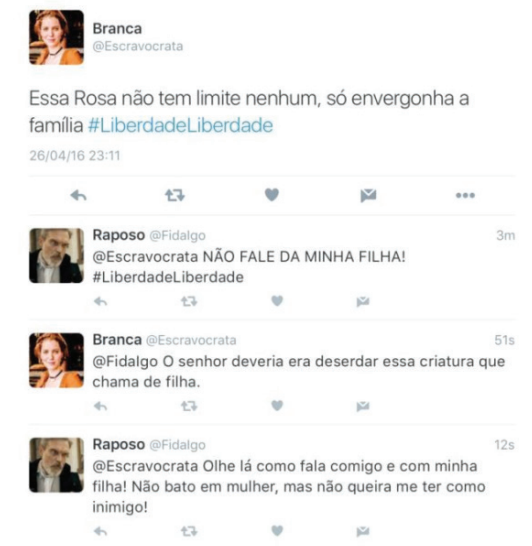 Branca
@Escravocrata
Essa Rosa não tem limite nenhum, só envergonha a
família #LiberdadeLiberdade
26/04/16 23:11
Raposo @Fidalgo 3m
@Escravocrata NÃO FALE DA MINHA FILHA!
#LiberdadeLiberdade
Branca @Escravocrata 51s
@Fidalgo O senhor deveria era deserdar essa criatura que
chama de filha.
Raposo @Fidalgo 12s
@Escravocrata Olhe lá como fala comigo e com minha
filha! Não bato em mulher, mas não queira me ter como
inimigo!